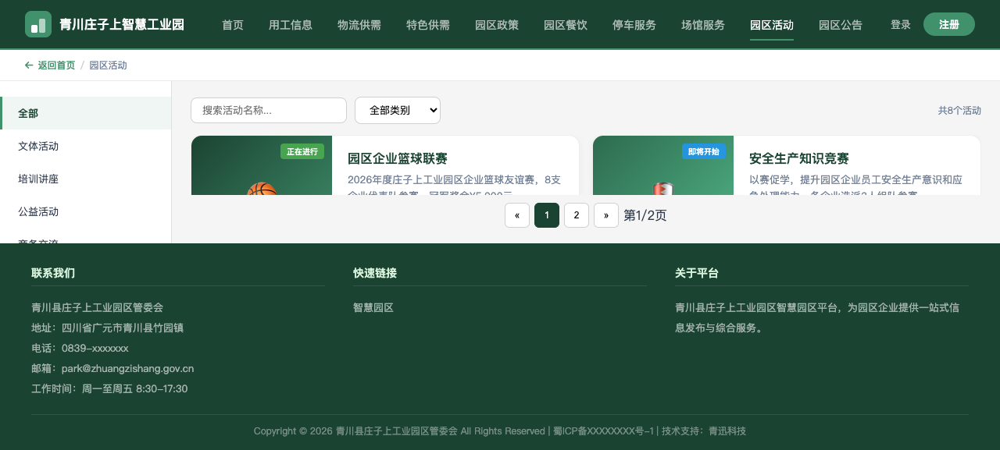 青川庄子上智慧工业园
首页 用工信息 物流供需 特色供需 园区政策 园区餐饮 停车服务 场馆服务 园区活动 园区公告 登录 注册
← 返回首页 / 园区活动
全部
文体活动
培训讲座
公益活动
商务交流
搜索活动名称...
全部类别
共8个活动
正在进行
园区企业篮球联赛
2026年度庄子上工业园区企业篮球友谊赛，8支
即将开始
安全生产知识竞赛
以赛促学，提升园区企业员工安全生产意识和应
« 1 2 » 第1/2页
联系我们
青川县庄子上工业园区管委会
地址：四川省广元市青川县竹园镇
电话：0839-xxxxxxx
邮箱：park@zhuangzishang.gov.cn
工作时间：周一至周五 8:30-17:30
快速链接
智慧园区
关于平台
青川县庄子上工业园区智慧园区平台，为园区企业提供一站式信
息发布与综合服务。
Copyright © 2026 青川县庄子上工业园区管委会 All Rights Reserved | 蜀ICP备XXXXXXXX号-1 | 技术支持：青迅科技